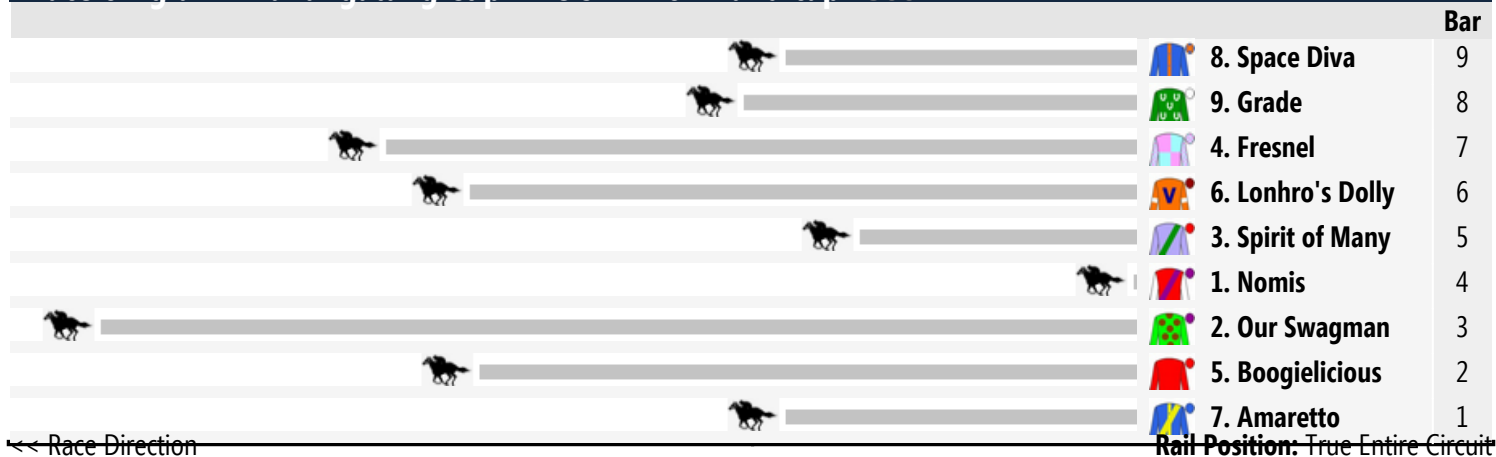 Bar
8. Space Diva 9
9. Grade 8
4. Fresnel 7
V 6. Lonhro's Dolly 6
3. Spirit of Many 5
1. Nomis 4
2. Our Swagman 3
5. Boogielicious 2
7. Amaretto 1
<< Race Direction Rail Position: True Entire Circuit